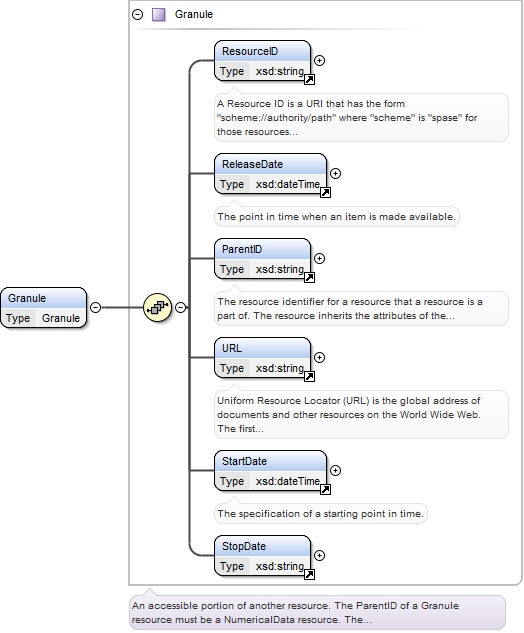 Granule
ResourceID
Type xsd:string
A Resource ID is a URI that has the form
"scheme://authority/path" where "scheme" is "spase" for
those resources...
ReleaseDate
Type xsd:dateTime
The point in time when an item is made available.
ParentID
Type xsd:string
The resource identifier for a resource that a resource is a
part of. The resource inherits the attributes of the...
Granule
Type Granule
URL
Type xsd:string
Uniform Resource Locator (URL) is the global address of
documents and other resources on the World Wide Web.
The first...
StartDate
Type xsd:dateTime
The specification of a starting point in time.
StopDate
Type xsd:string
An accessible portion of another resource. The ParentID of a Granule
resource must be a NumericalData resource. The...